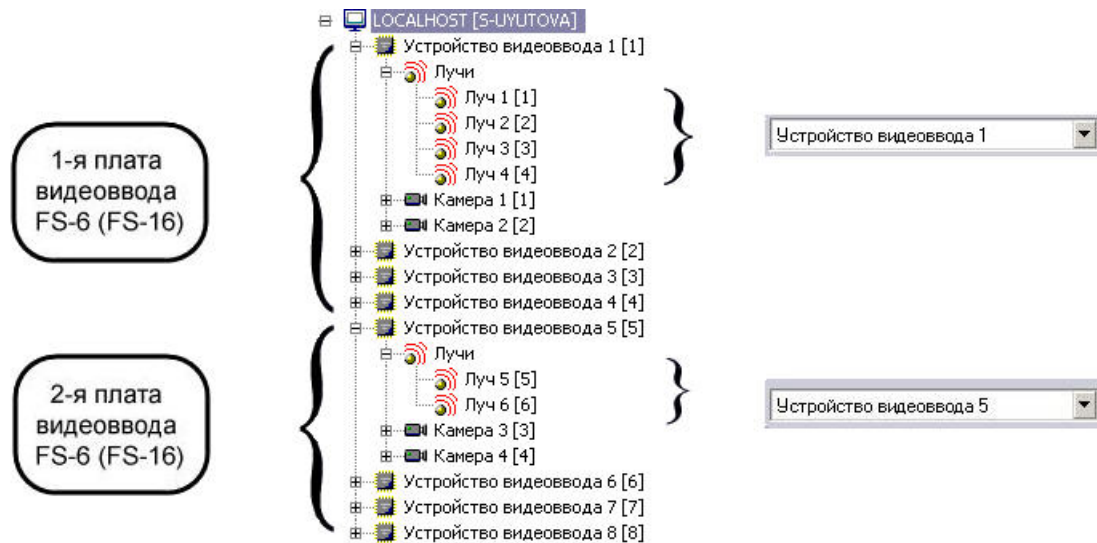 LOCALHOST [S-UYUTOVA]
Устройство видеоввода 1 [1]
Лучи
Луч 1 [1]
Луч 2 [2]
Луч 3 [3]
Луч 4 [4]
Камера 1 [1]
Камера 2 [2]
Устройство видеоввода 2 [2]
Устройство видеоввода 3 [3]
Устройство видеоввода 4 [4]
Устройство видеоввода 5 [5]
Лучи
Луч 5 [5]
Луч 6 [6]
Камера 3 [3]
Камера 4 [4]
Устройство видеоввода 6 [6]
Устройство видеоввода 7 [7]
Устройство видеоввода 8 [8]
1-я плата
видеоввода
FS-6 (FS-16)
2-я плата
видеоввода
FS-6 (FS-16)
Устройство видеоввода 1
Устройство видеоввода 5